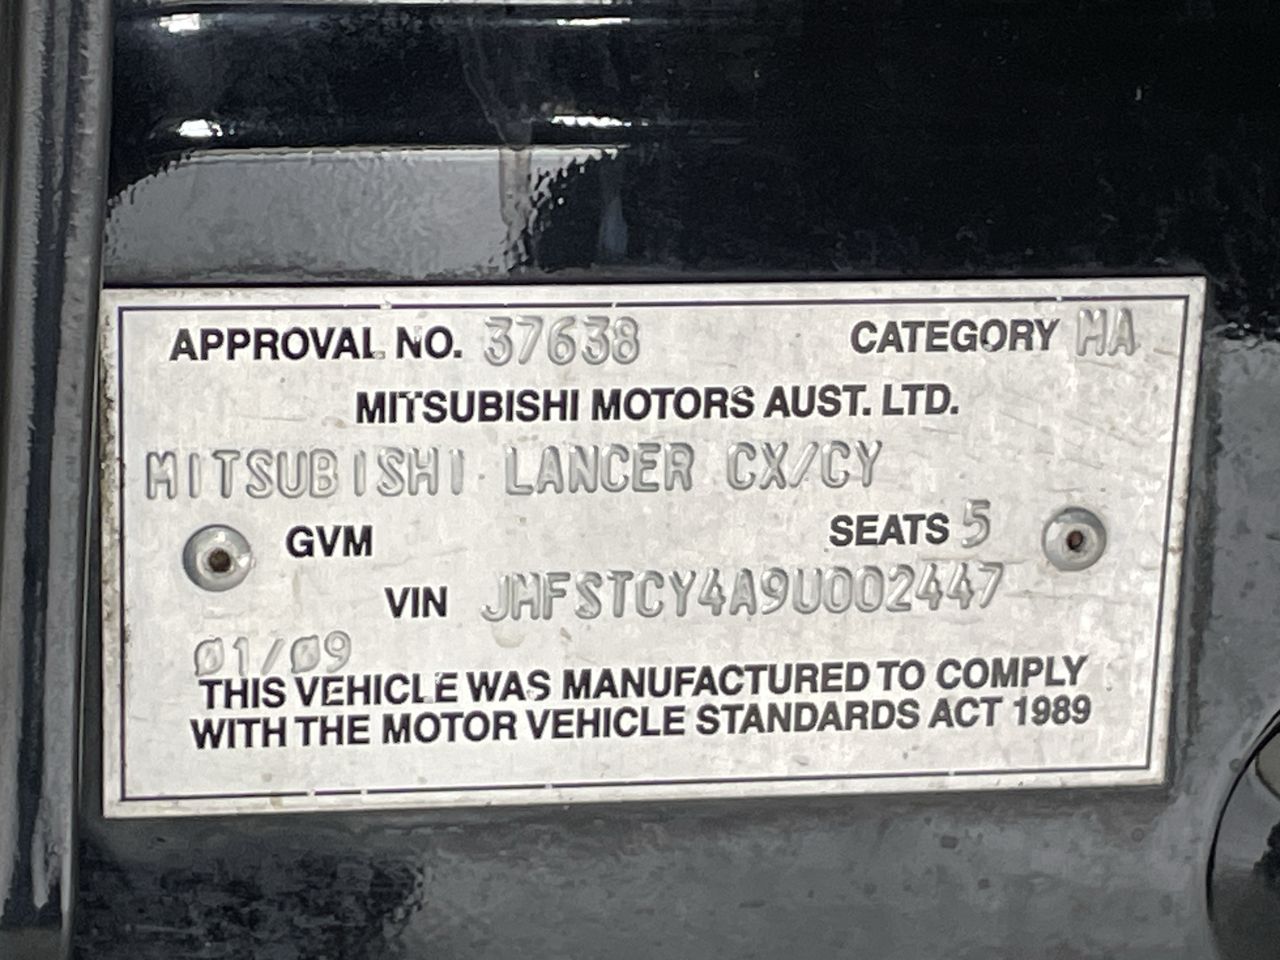 APPROVAL NO. 37638 CATEGORY MA
MITSUBISHI MOTORS AUST. LTD.
MITSUBISHI LANCER CX/CY
GVM SEATS 5
VIN JMFSTCY4A9U002447
01/09
THIS VEHICLE WAS MANUFACTURED TO COMPLY
WITH THE MOTOR VEHICLE STANDARDS ACT 1989